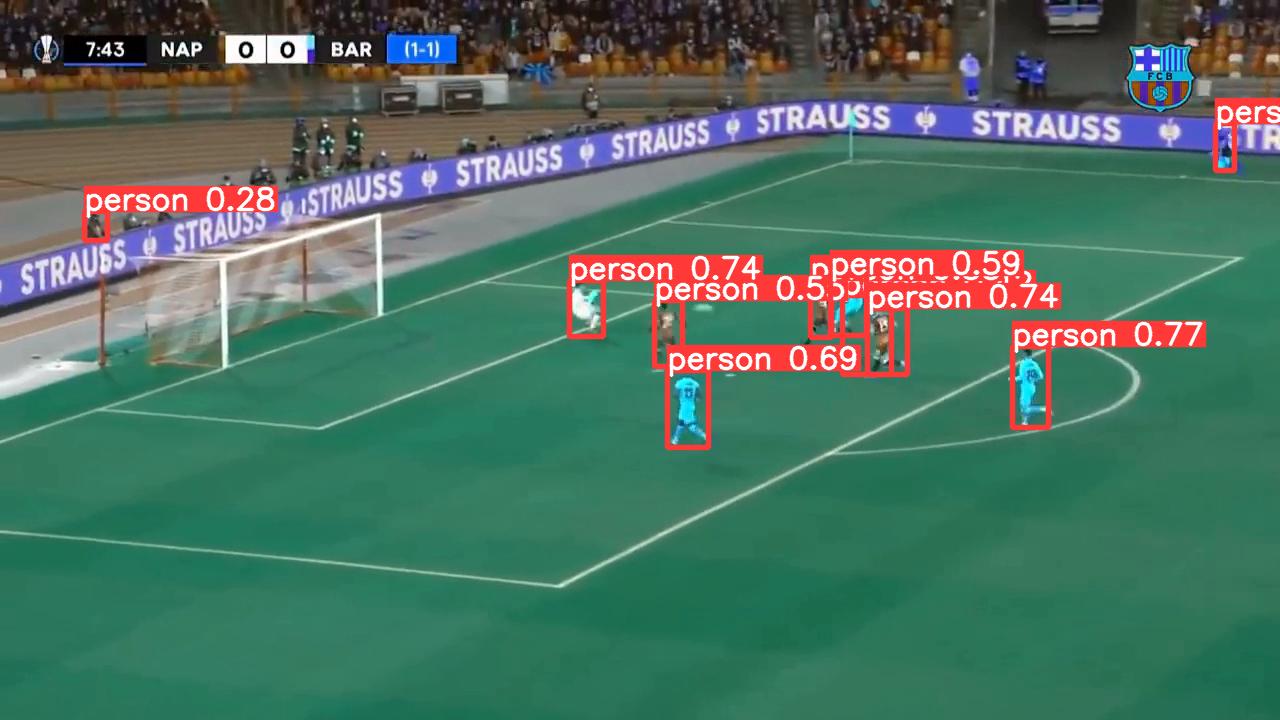 7:43 NAP 0 0 BAR (1-1)
FCB
STRAUSS STRAUSS STRAUSS STRAUSS STRAUSS STRAUSS STRAUSS
person 0.28
person 0.74
person 0.59
person 0.74
person 0.77
person 0.69